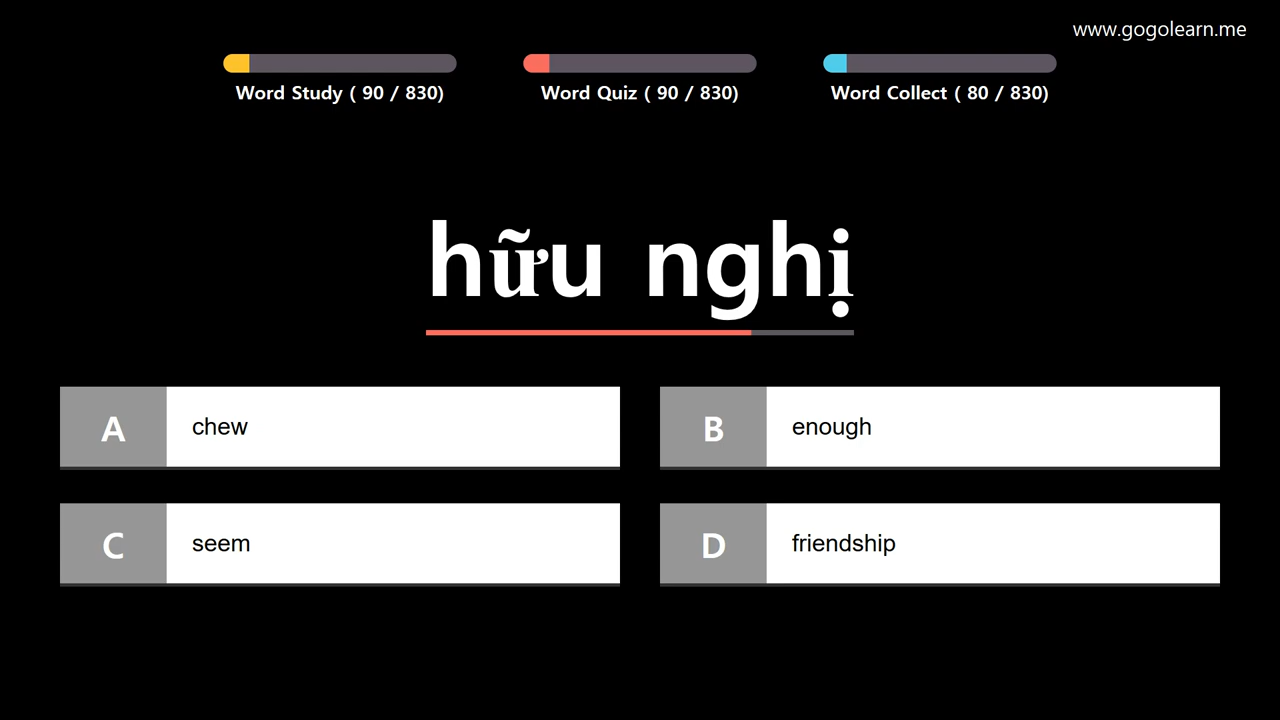 www.gogolearn.me
Word Study ( 90 / 830)
Word Quiz ( 90 / 830)
Word Collect ( 80 / 830)
hữu nghị
A chew
B enough
C seem
D friendship